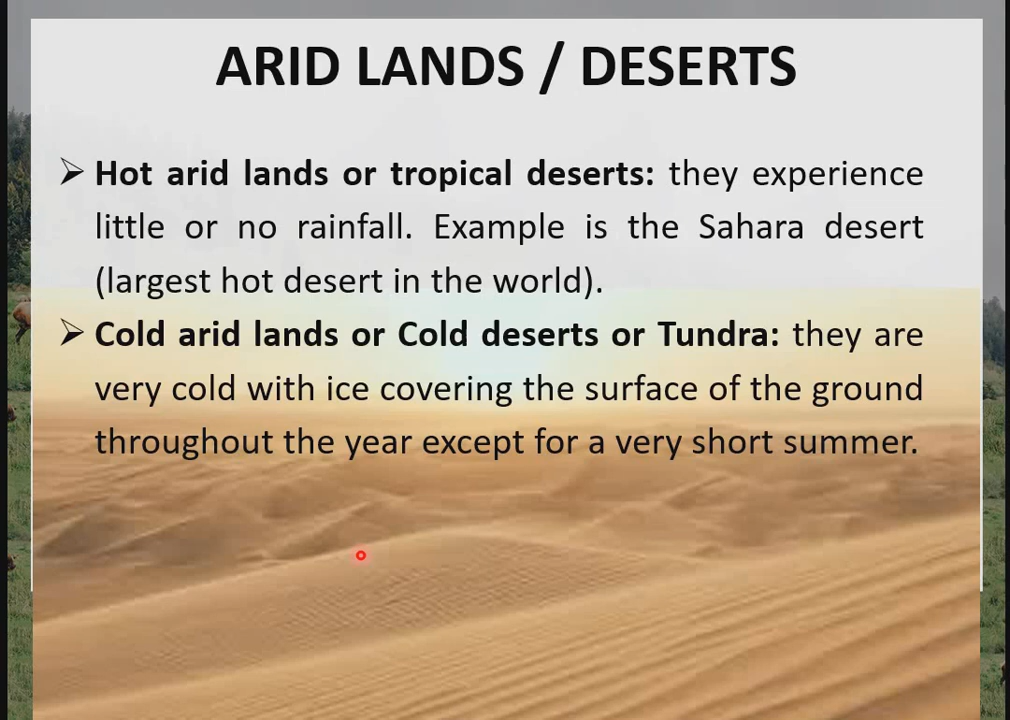 ARID LANDS / DESERTS
➢ Hot arid lands or tropical deserts: they experience
little or no rainfall. Example is the Sahara desert
(largest hot desert in the world).
➢ Cold arid lands or Cold deserts or Tundra: they are
very cold with ice covering the surface of the ground
throughout the year except for a very short summer.